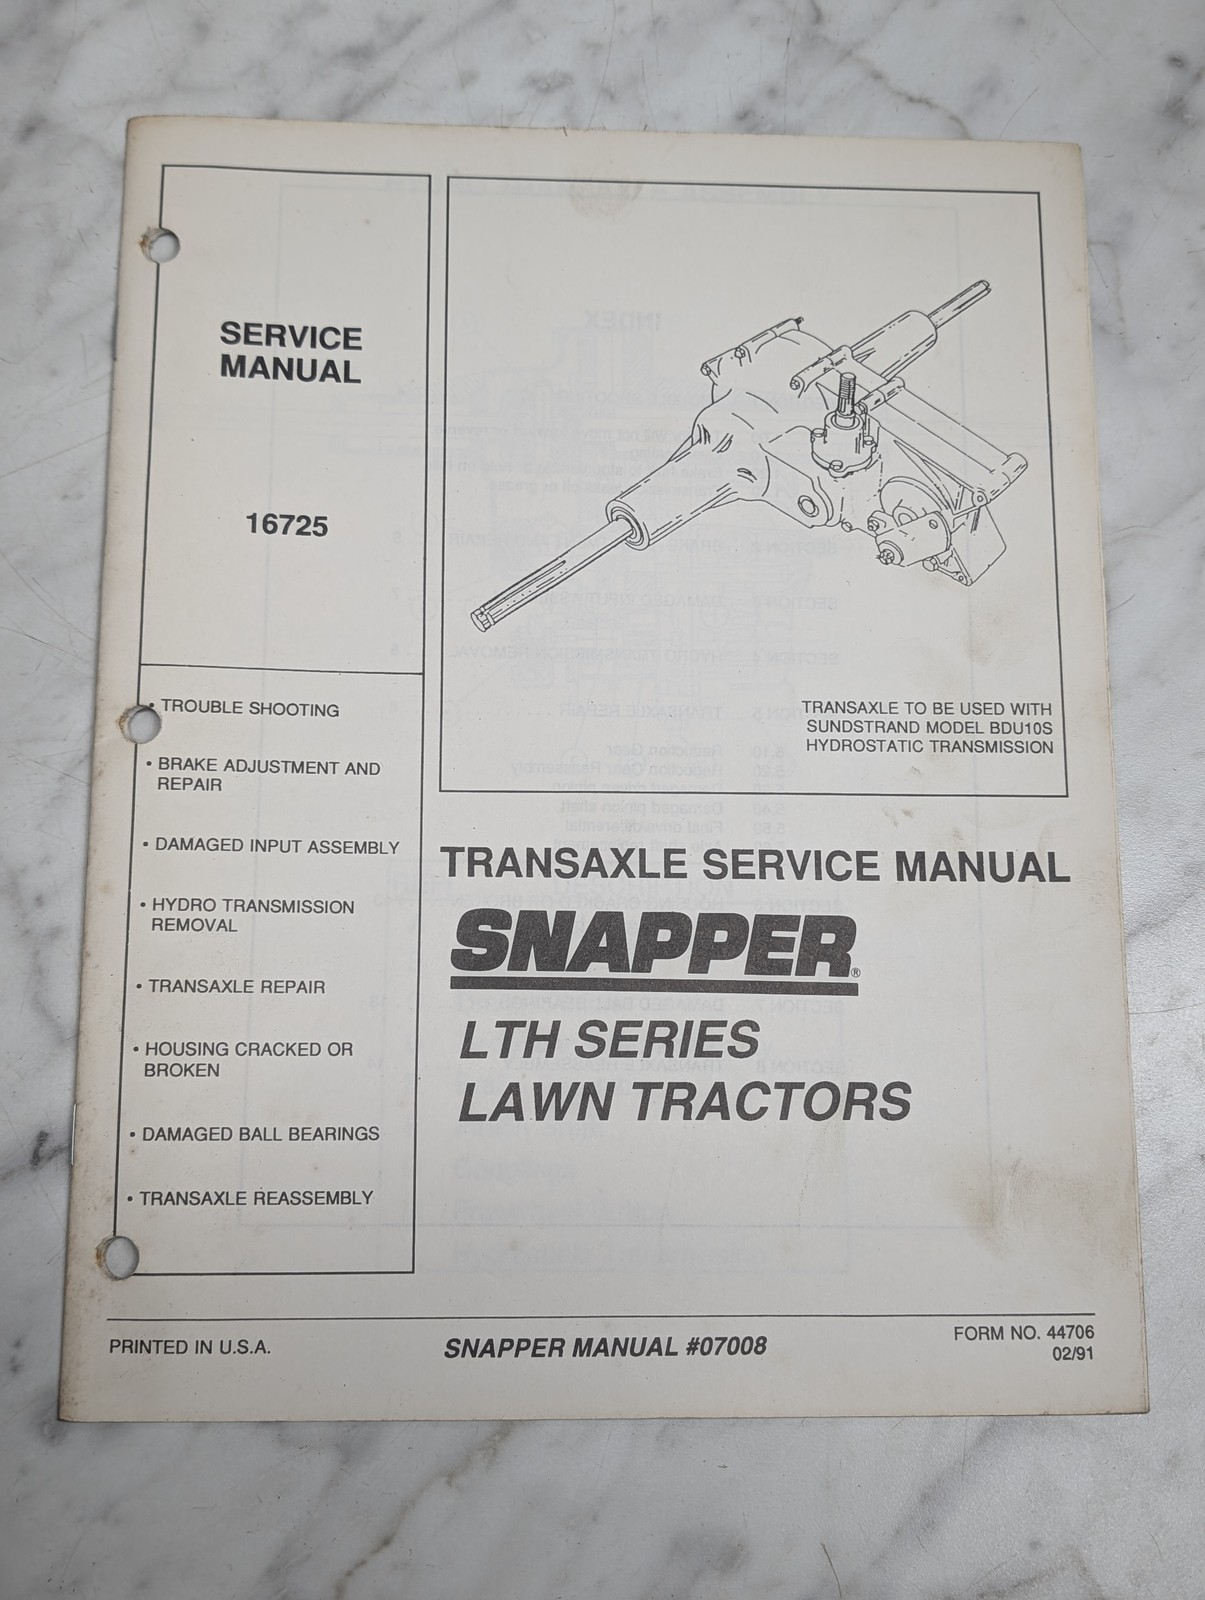 SERVICE
MANUAL
16725
• TROUBLE SHOOTING
• BRAKE ADJUSTMENT AND
REPAIR
• DAMAGED INPUT ASSEMBLY
• HYDRO TRANSMISSION
REMOVAL
• TRANSAXLE REPAIR
• HOUSING CRACKED OR
BROKEN
• DAMAGED BALL BEARINGS
• TRANSAXLE REASSEMBLY
TRANSAXLE TO BE USED WITH
SUNDSTRAND MODEL BDU10S
HYDROSTATIC TRANSMISSION
TRANSAXLE SERVICE MANUAL
SNAPPER®
LTH SERIES
LAWN TRACTORS
PRINTED IN U.S.A.
SNAPPER MANUAL #07008
FORM NO. 44706
02/91